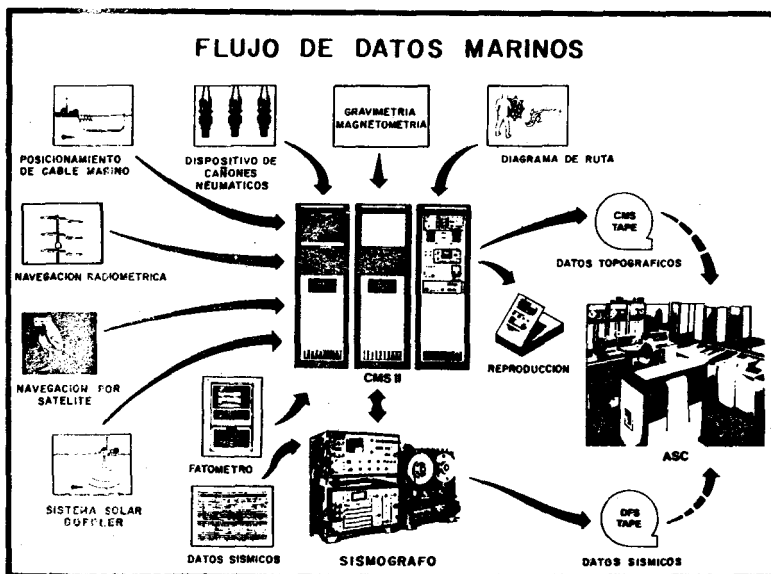 FLUJO DE DATOS MARINOS
POSICIONAMIENTO
DE CABLE MARINO
DISPOSITIVO DE
CAÑONES
NEUMATICOS
GRAVIMETRIA
MAGNETOMETRIA
DIAGRAMA DE RUTA
NAVEGACION RADIOMETRICA
CMS
TAPE
DATOS TOPOGRAFICOS
NAVEGACION POR
SATELITE
CMS II
REPRODUCCION
FATOMETRO
ASC
SISTEMA SOLAR
DOPPLER
DATOS SISMICOS
SISMOGRAFO
DFS
TAPE
DATOS SISMICOS